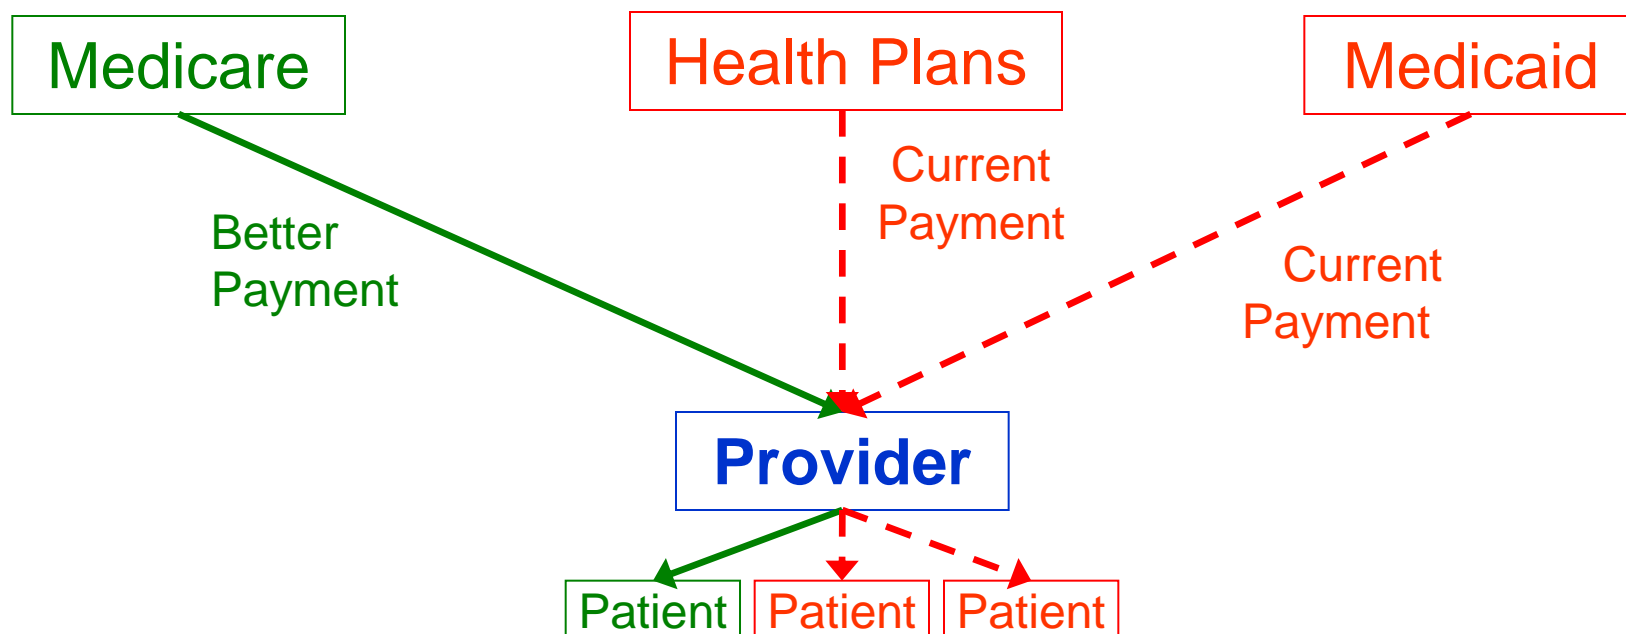 Medicare
Health Plans
Medicaid
Current
Payment
Better
Payment
Current
Payment
Provider
Patient
Patient
Patient